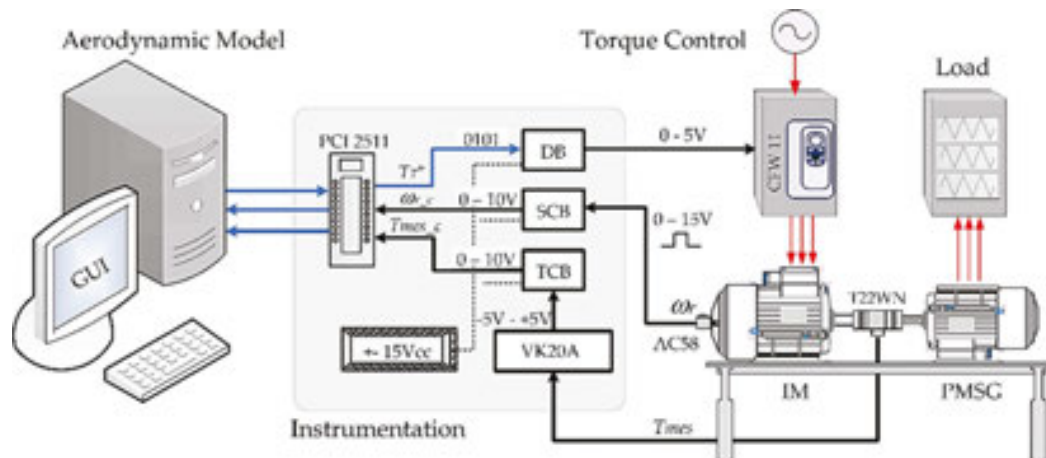 Aerodynamic Model
Torque Control
Load
PCI 2511
[0101]
DB
0 - 5V
CFW 11
Tr*
ωr_c
0 – 10V
SCB
Tmes_c
0 – 10V
TCB
0 – 15V
GUI
-5V - +5V
+- 15Vcc
VK20A
ωr
AC58
T22WN
IM
PMSG
Instrumentation
Tmes